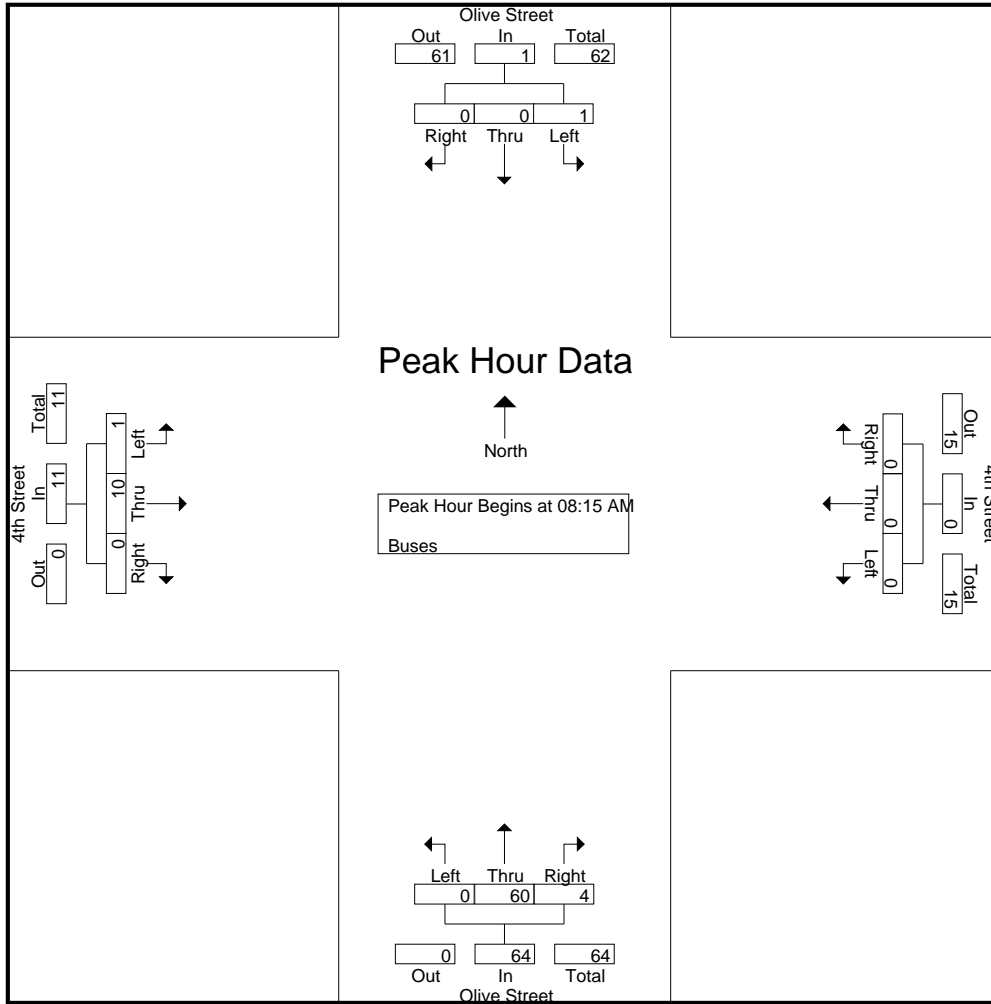 Olive Street
Out In Total
61 1 62
0 0 1
Right Thru Left
Peak Hour Data
North
Peak Hour Begins at 08:15 AM
Buses
4th Street
Total In Out
11 11 0
1 10 0
Left Thru Right
4th Street
Out In Total
15 0 15
0 0 0
Right Thru Left
Left Thru Right
0 60 4
0 64 64
Out In Total
Olive Street